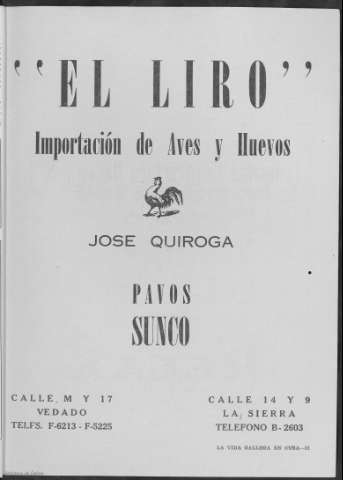 "EL LIRO"
Importación de Aves y Huevos
JOSE QUIROGA
PAVOS
SUNCO
CALLE, M Y 17
VEDADO
TELFS. F-6213 - F-5225
CALLE 14 Y 9
LA; SIERRA
TELEFONO B-2603
LA VIDA GALLEGA EN CUBA—31